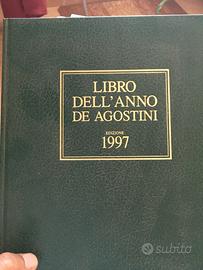 LIBRO
DELL'ANNO
DE AGOSTINI
EDIZIONE
1997
subito